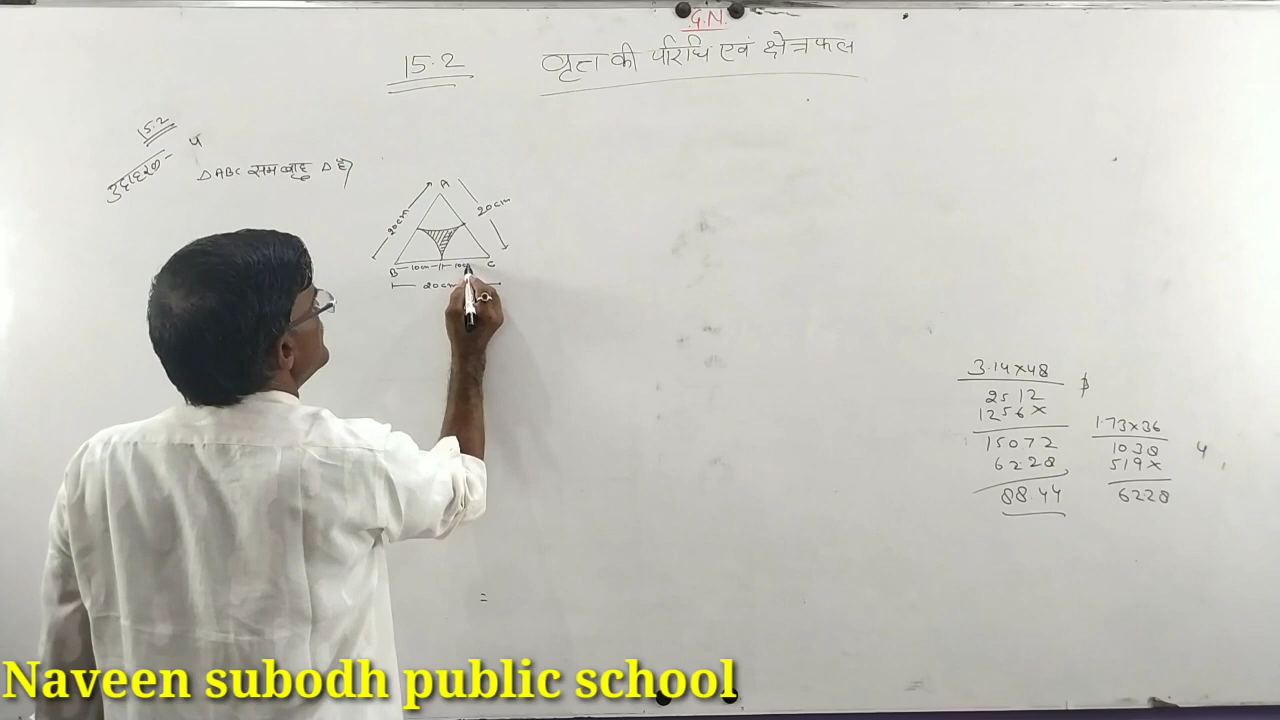 G.N.
15.2 वृत्त की परिधि एवं क्षेत्रफल
15.2
उदाहरण- 4
△ABC समबाहु △ है
A
20cm
20cm
B
10cm
10cm
C
20cm
3.14×48
2512
1256×
15072
6228
88.44
1.73×36
1038
519×
6228
=
Naveen subodh public school